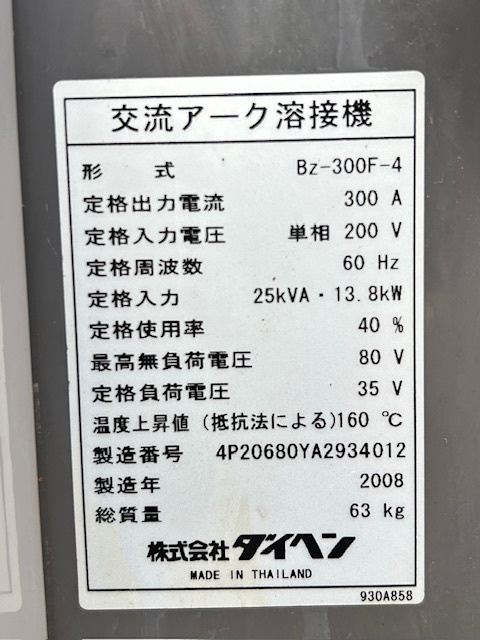 交流アーク溶接機
形 式 Bz-300F-4
定格出力電流 300 A
定格入力電圧 単相 200 V
定格周波数 60 Hz
定格入力 25kVA・13.8kW
定格使用率 40 %
最高無負荷電圧 80 V
定格負荷電圧 35 V
温度上昇値 (抵抗法による)160 ℃
製造番号 4P20680YA2934012
製造年 2008
総質量 63 kg
株式会社ダイヘン
MADE IN THAILAND
930A858